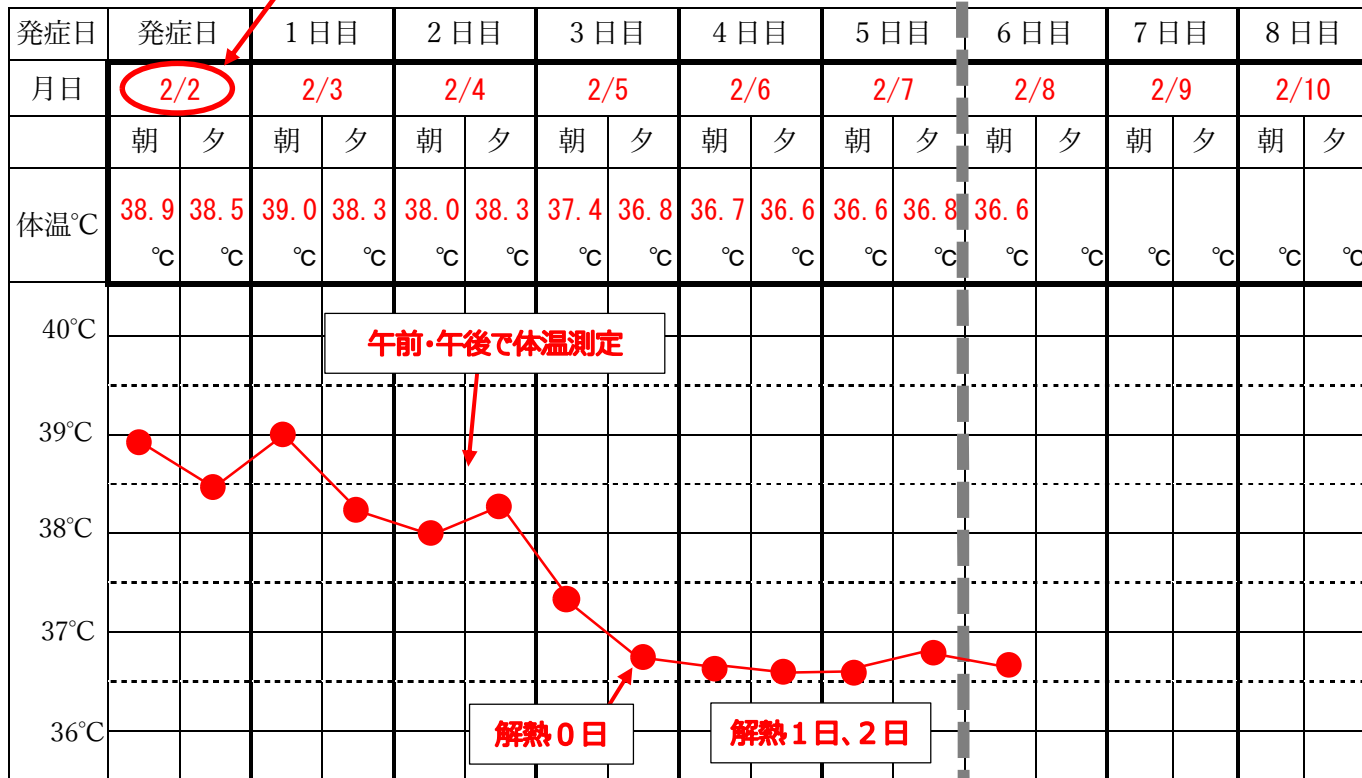 発症日 発症日 1日目 2日目 3日目 4日目 5日目 6日目 7日目 8日目
月日 2/2 2/3 2/4 2/5 2/6 2/7 2/8 2/9 2/10
朝 夕 朝 夕 朝 夕 朝 夕 朝 夕 朝 夕 朝 夕 朝 夕 朝 夕
体温℃ 38.9 38.5 39.0 38.3 38.0 38.3 37.4 36.8 36.7 36.6 36.6 36.8 36.6
℃ ℃ ℃ ℃ ℃ ℃ ℃ ℃ ℃ ℃ ℃ ℃ ℃ ℃ ℃ ℃ ℃ ℃
40℃
午前・午後で体温測定
39℃
38℃
37℃
解熱０日 解熱１日、２日
36℃